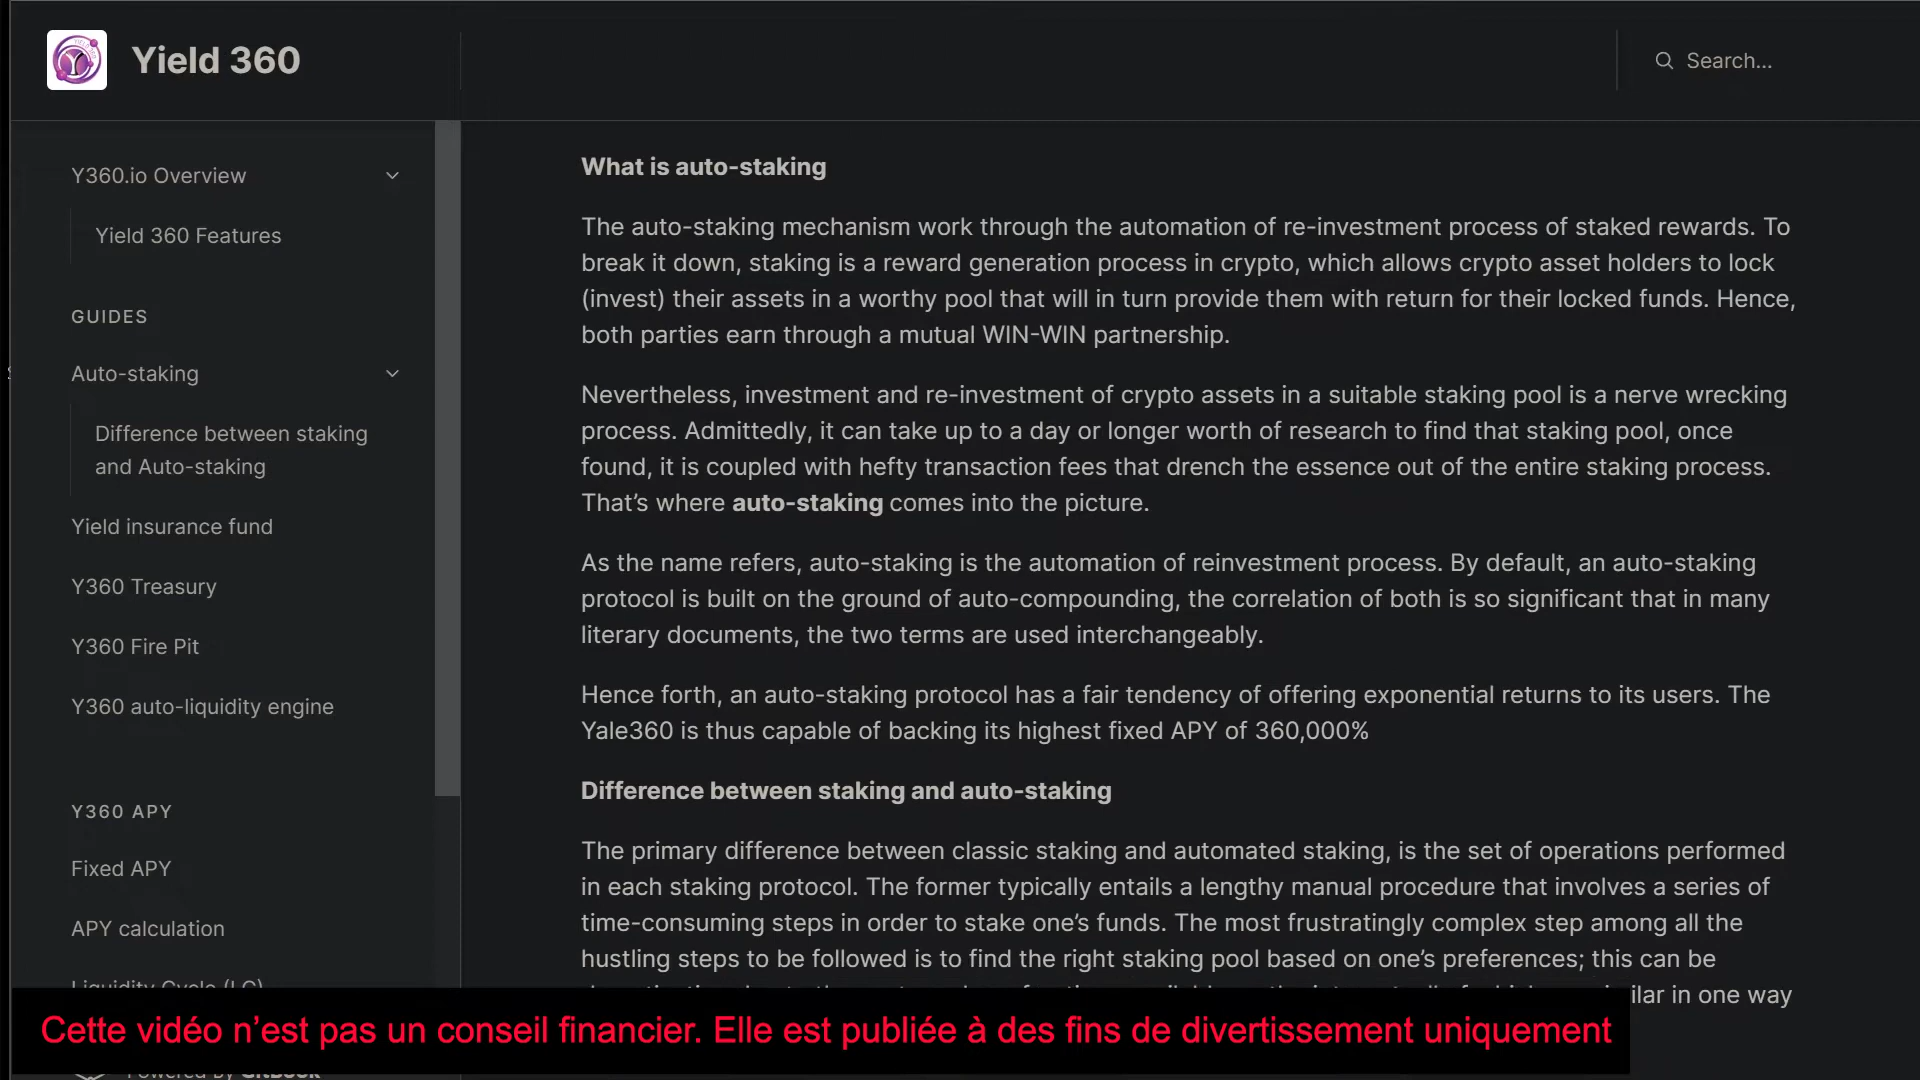 Yield 360
Search...
Y360.io Overview
Yield 360 Features
GUIDES
Auto-staking
Difference between staking
and Auto-staking
Yield insurance fund
Y360 Treasury
Y360 Fire Pit
Y360 auto-liquidity engine
Y360 APY
Fixed APY
APY calculation
Liquidity Cycle (LC)
Powered by GitBook
What is auto-staking
The auto-staking mechanism work through the automation of re-investment process of staked rewards. To
break it down, staking is a reward generation process in crypto, which allows crypto asset holders to lock
(invest) their assets in a worthy pool that will in turn provide them with return for their locked funds. Hence,
both parties earn through a mutual WIN-WIN partnership.
Nevertheless, investment and re-investment of crypto assets in a suitable staking pool is a nerve wrecking
process. Admittedly, it can take up to a day or longer worth of research to find that staking pool, once
found, it is coupled with hefty transaction fees that drench the essence out of the entire staking process.
That's where auto-staking comes into the picture.
As the name refers, auto-staking is the automation of reinvestment process. By default, an auto-staking
protocol is built on the ground of auto-compounding, the correlation of both is so significant that in many
literary documents, the two terms are used interchangeably.
Hence forth, an auto-staking protocol has a fair tendency of offering exponential returns to its users. The
Yale360 is thus capable of backing its highest fixed APY of 360,000%
Difference between staking and auto-staking
The primary difference between classic staking and automated staking, is the set of operations performed
in each staking protocol. The former typically entails a lengthy manual procedure that involves a series of
time-consuming steps in order to stake one's funds. The most frustratingly complex step among all the
hustling steps to be followed is to find the right staking pool based on one's preferences; this can be
in one way
Cette vidéo n'est pas un conseil financier. Elle est publiée à des fins de divertissement uniquement